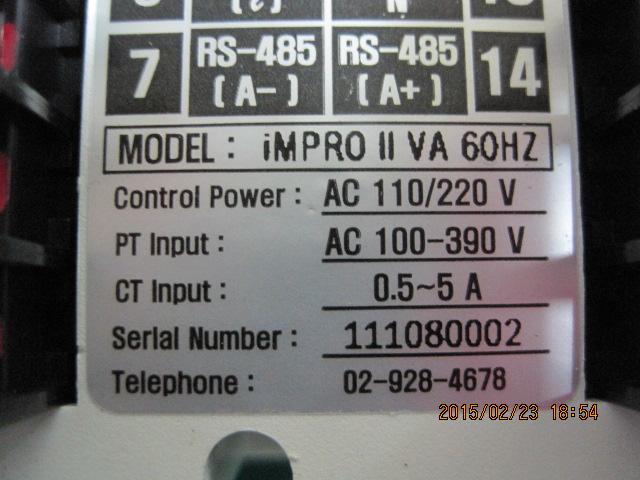 (ℓ) N
7 RS-485 (A-) RS-485 (A+) 14
MODEL : iMPRO II VA 60HZ
Control Power : AC 110/220 V
PT Input : AC 100-390 V
CT Input : 0.5~5 A
Serial Number : 111080002
Telephone : 02-928-4678
2015/02/23 18:54